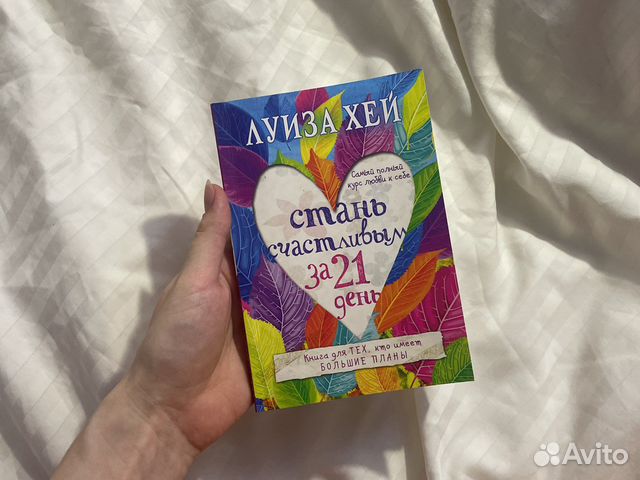 ЛУИЗА ХЕЙ
Самый полный
курс любви к себе
стань
счастливым
за 21
день
Книга для ТЕХ, кто имеет
БОЛЬШИЕ ПЛАНЫ
Avito